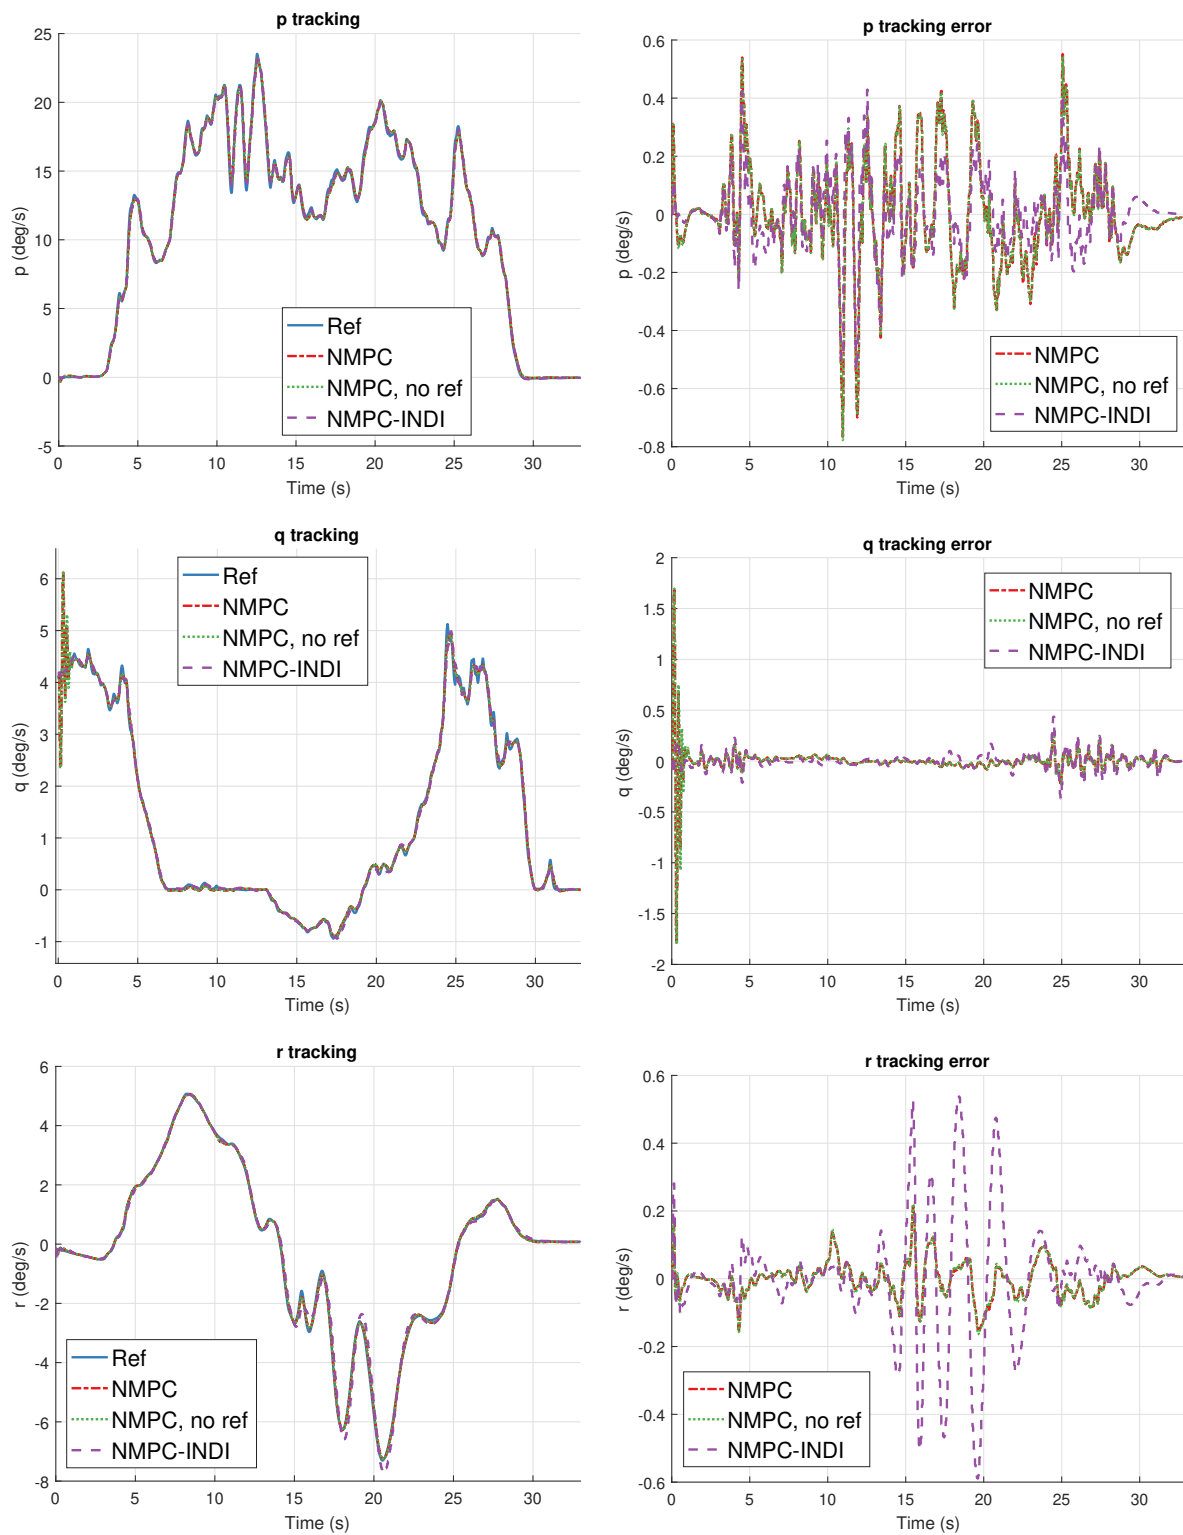 p tracking
25
20
15
10
5
0
-5
p (deg/s)
0 5 10 15 20 25 30
Time (s)
Ref
NMPC
NMPC, no ref
NMPC-INDI
p tracking error
0.6
0.4
0.2
0
-0.2
-0.4
-0.6
-0.8
p (deg/s)
0 5 10 15 20 25 30
Time (s)
NMPC
NMPC, no ref
NMPC-INDI
q tracking
6
5
4
3
2
1
0
-1
q (deg/s)
0 5 10 15 20 25 30
Time (s)
Ref
NMPC
NMPC, no ref
NMPC-INDI
q tracking error
2
1.5
1
0.5
0
-0.5
-1
-1.5
-2
q (deg/s)
0 5 10 15 20 25 30
Time (s)
NMPC
NMPC, no ref
NMPC-INDI
r tracking
6
4
2
0
-2
-4
-6
-8
r (deg/s)
0 5 10 15 20 25 30
Time (s)
Ref
NMPC
NMPC, no ref
NMPC-INDI
r tracking error
0.6
0.4
0.2
0
-0.2
-0.4
-0.6
r (deg/s)
0 5 10 15 20 25 30
Time (s)
NMPC
NMPC, no ref
NMPC-INDI